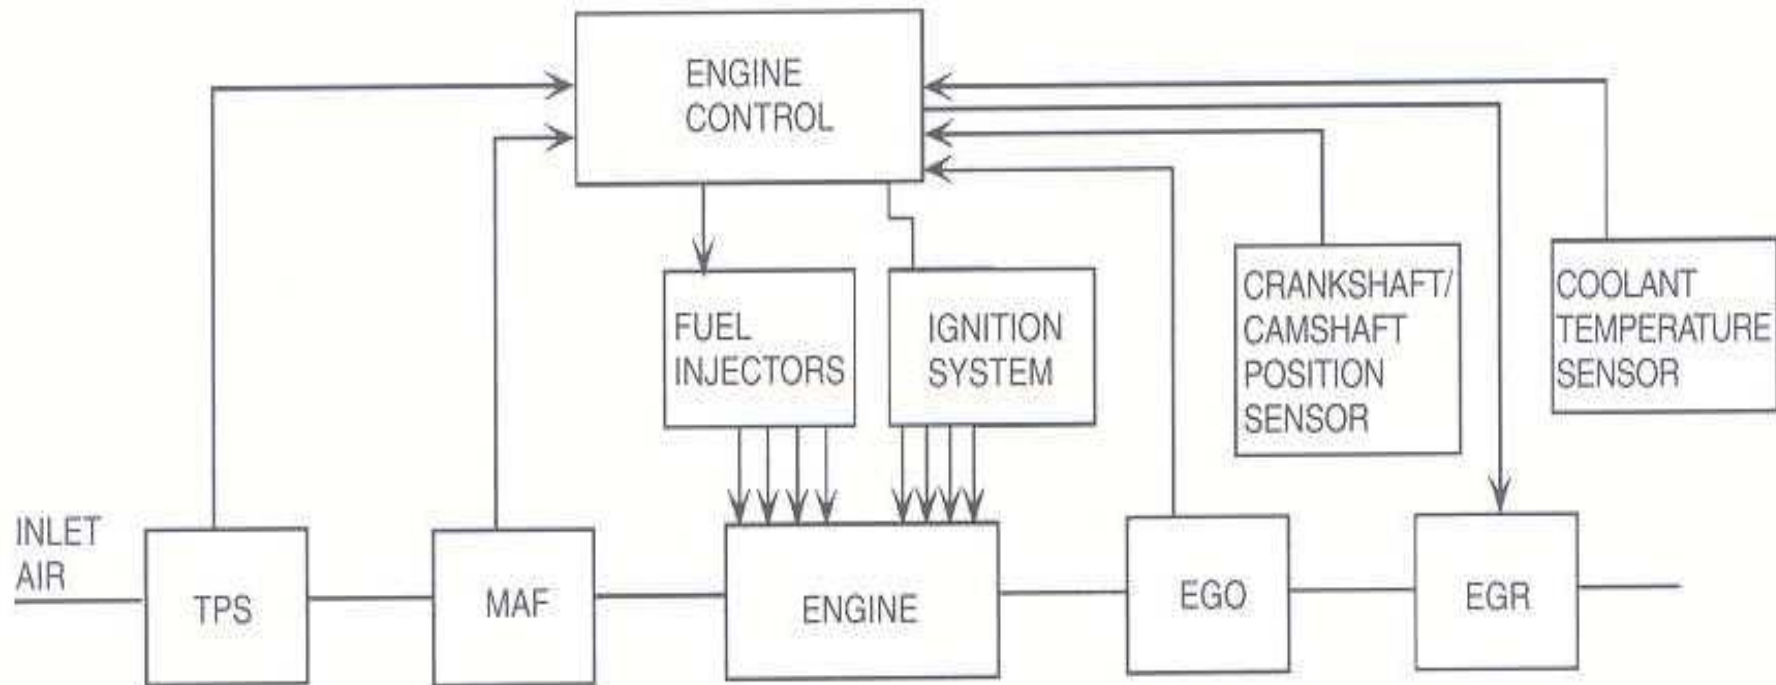 ENGINE
CONTROL
FUEL
INJECTORS
IGNITION
SYSTEM
CRANKSHAFT/
CAMSHAFT
POSITION
SENSOR
COOLANT
TEMPERATURE
SENSOR
INLET
AIR
TPS
MAF
ENGINE
EGO
EGR